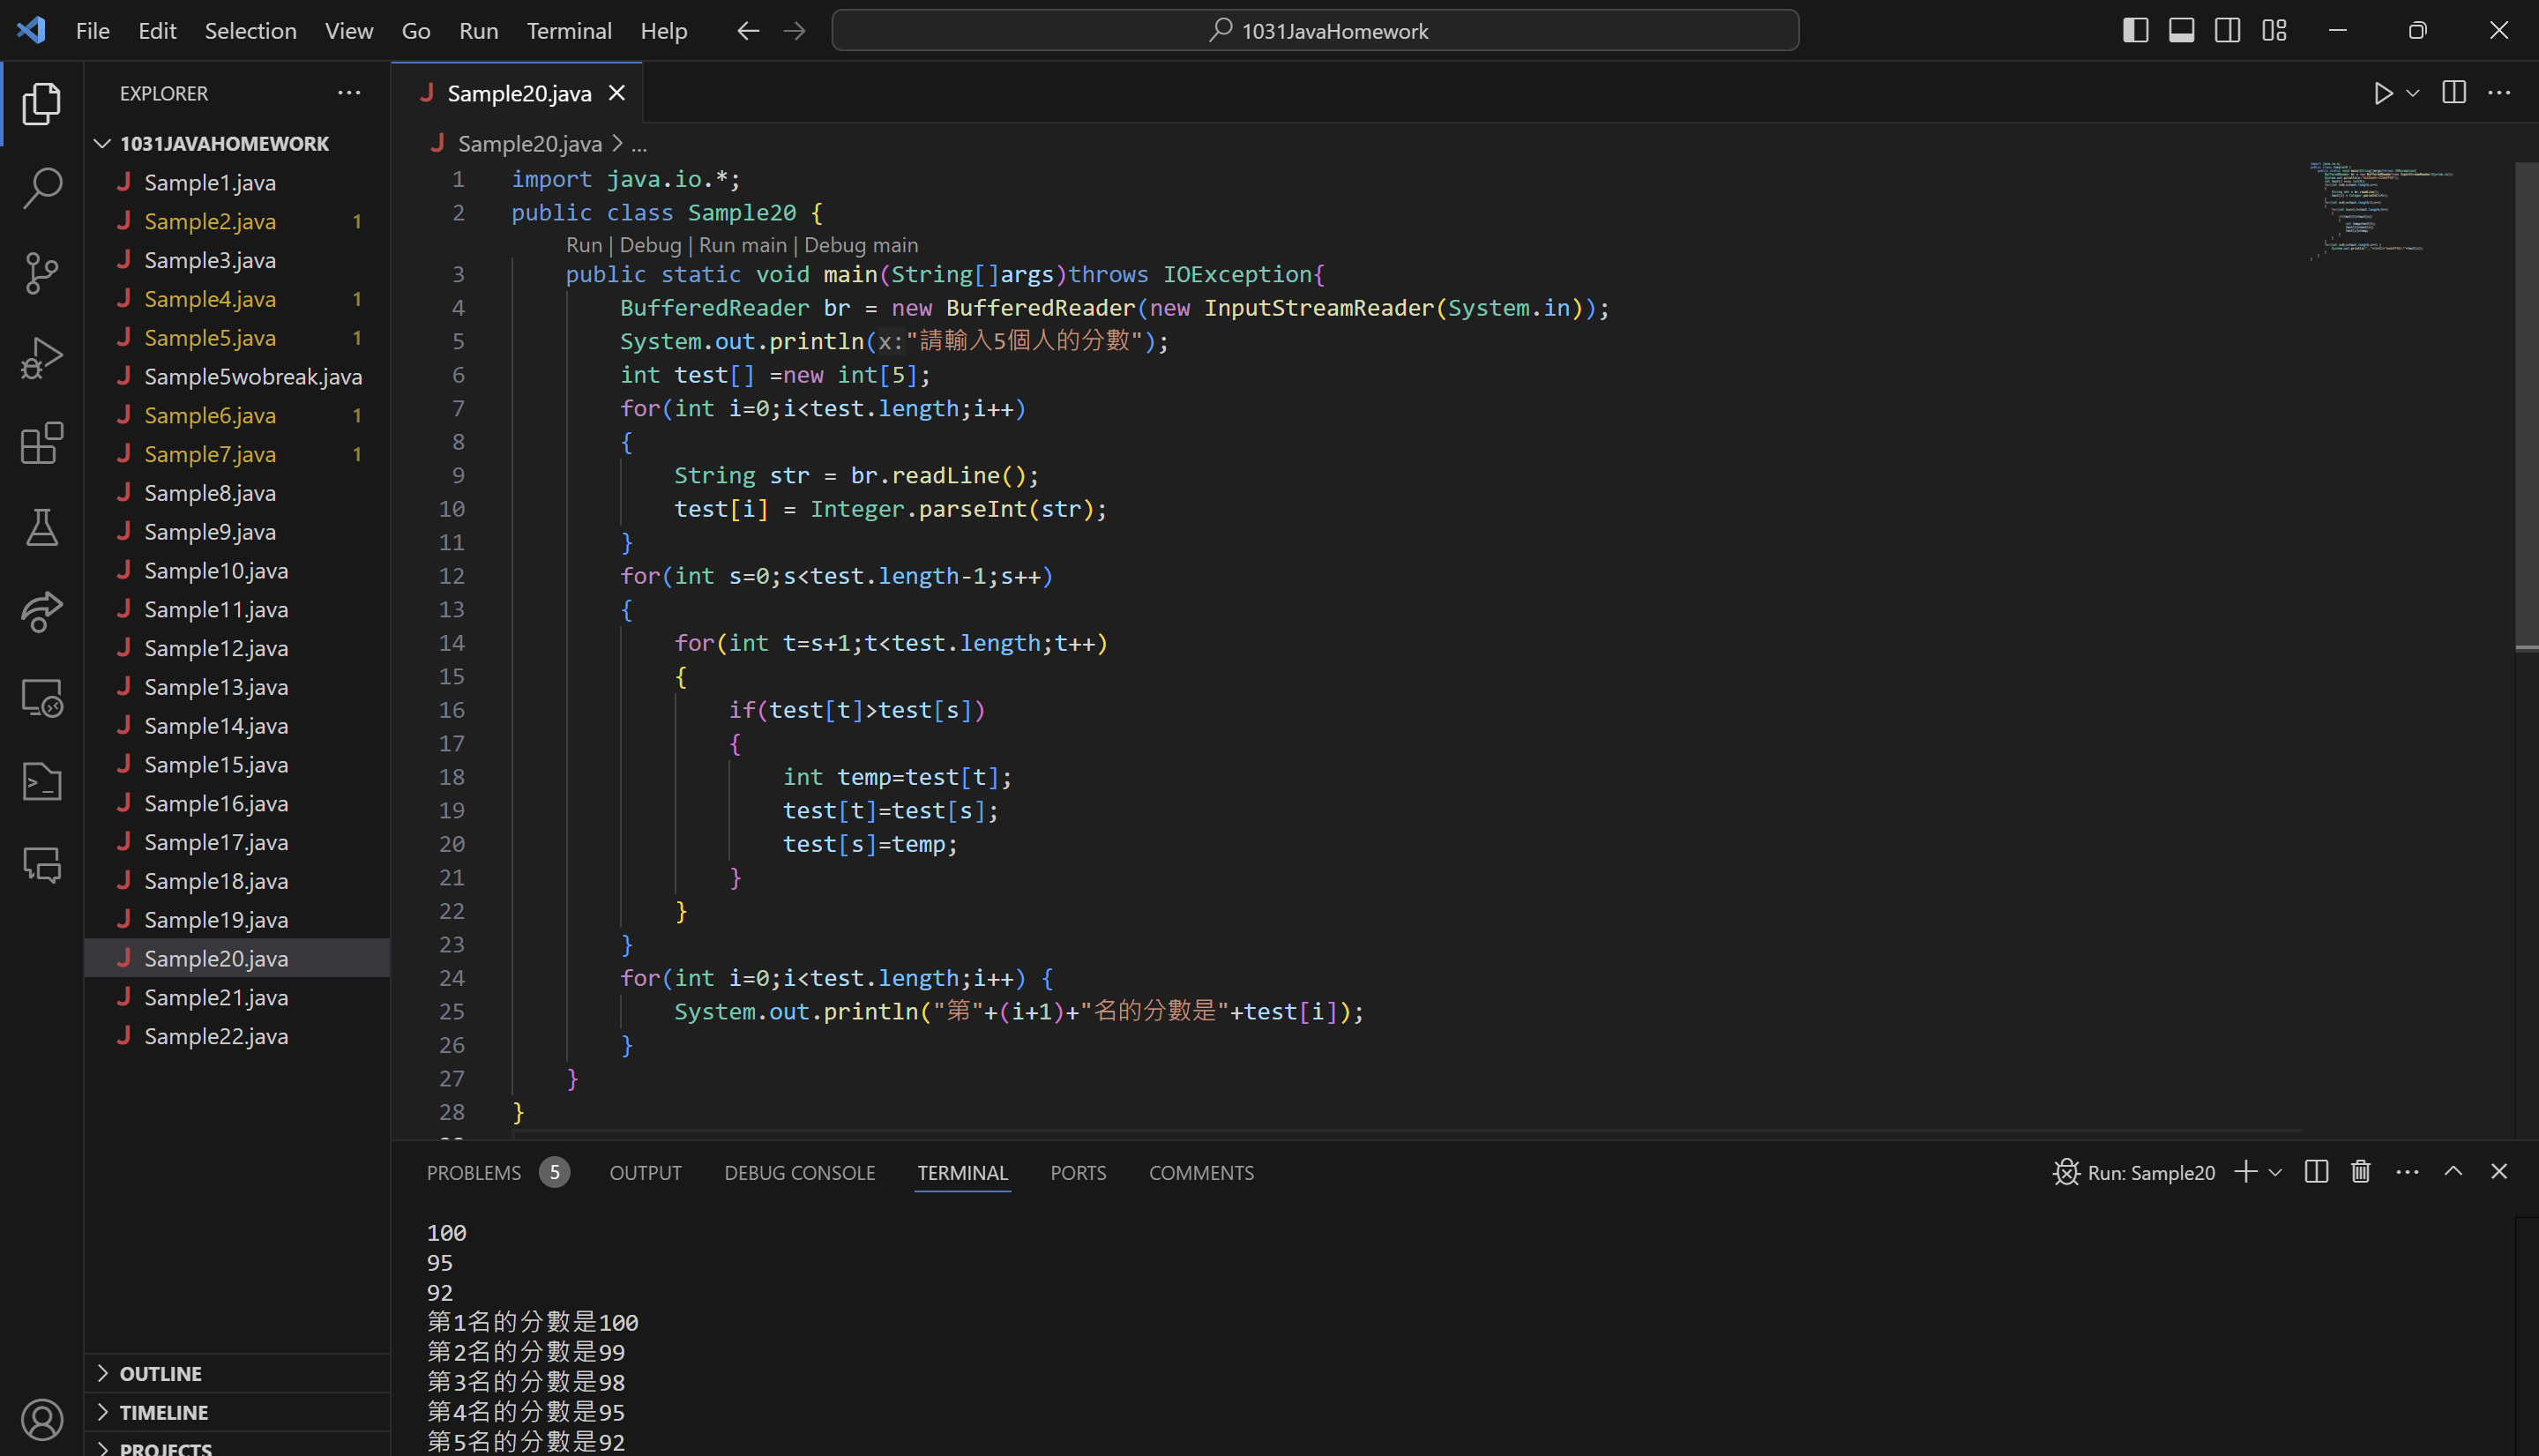 File Edit Selection View Go Run Terminal Help
1031JavaHomework
EXPLORER
1031JAVAHOMEWORK
Sample1.java
Sample2.java 1
Sample3.java
Sample4.java 1
Sample5.java 1
Sample5wobreak.java
Sample6.java 1
Sample7.java 1
Sample8.java
Sample9.java
Sample10.java
Sample11.java
Sample12.java
Sample13.java
Sample14.java
Sample15.java
Sample16.java
Sample17.java
Sample18.java
Sample19.java
Sample20.java
Sample21.java
Sample22.java
OUTLINE
TIMELINE
PROJECTS
Sample20.java
Sample20.java > ...
1 import java.io.*;
2 public class Sample20 {
Run | Debug | Run main | Debug main
3 public static void main(String[]args)throws IOException{
4 BufferedReader br = new BufferedReader(new InputStreamReader(System.in));
5 System.out.println(x:"請輸入5個人的分數");
6 int test[] =new int[5];
7 for(int i=0;i<test.length;i++)
8 {
9 String str = br.readLine();
10 test[i] = Integer.parseInt(str);
11 }
12 for(int s=0;s<test.length-1;s++)
13 {
14 for(int t=s+1;t<test.length;t++)
15 {
16 if(test[t]>test[s])
17 {
18 int temp=test[t];
19 test[t]=test[s];
20 test[s]=temp;
21 }
22 }
23 }
24 for(int i=0;i<test.length;i++) {
25 System.out.println("第"+(i+1)+"名的分數是"+test[i]);
26 }
27 }
28 }
PROBLEMS 5 OUTPUT DEBUG CONSOLE TERMINAL PORTS COMMENTS
Run: Sample20
100
95
92
第1名的分數是100
第2名的分數是99
第3名的分數是98
第4名的分數是95
第5名的分數是92